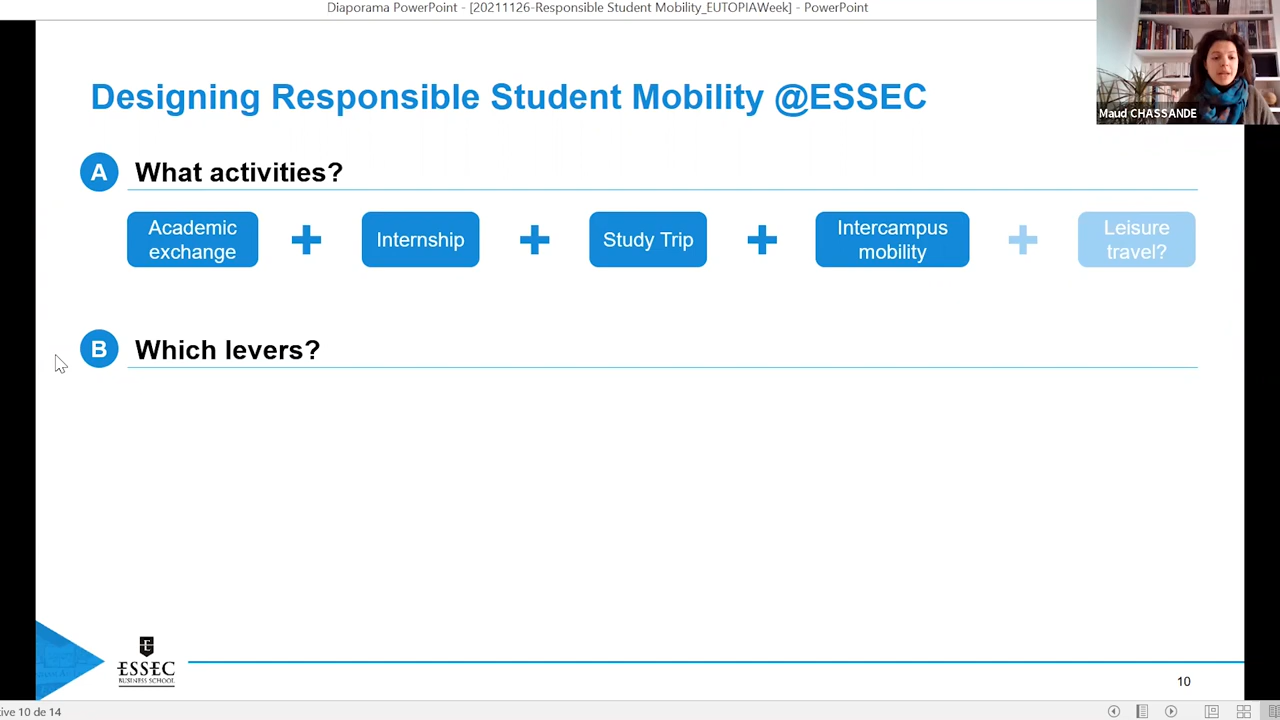 Diaporama PowerPoint - [20211126-Responsible Student Mobility_EUTOPIAWeek] - PowerPoint
Maud CHASSANDE
Designing Responsible Student Mobility @ESSEC
A What activities?
Academic exchange + Internship + Study Trip + Intercampus mobility + Leisure travel?
B Which levers?
E
ESSEC
BUSINESS SCHOOL
10
ive 10 de 14